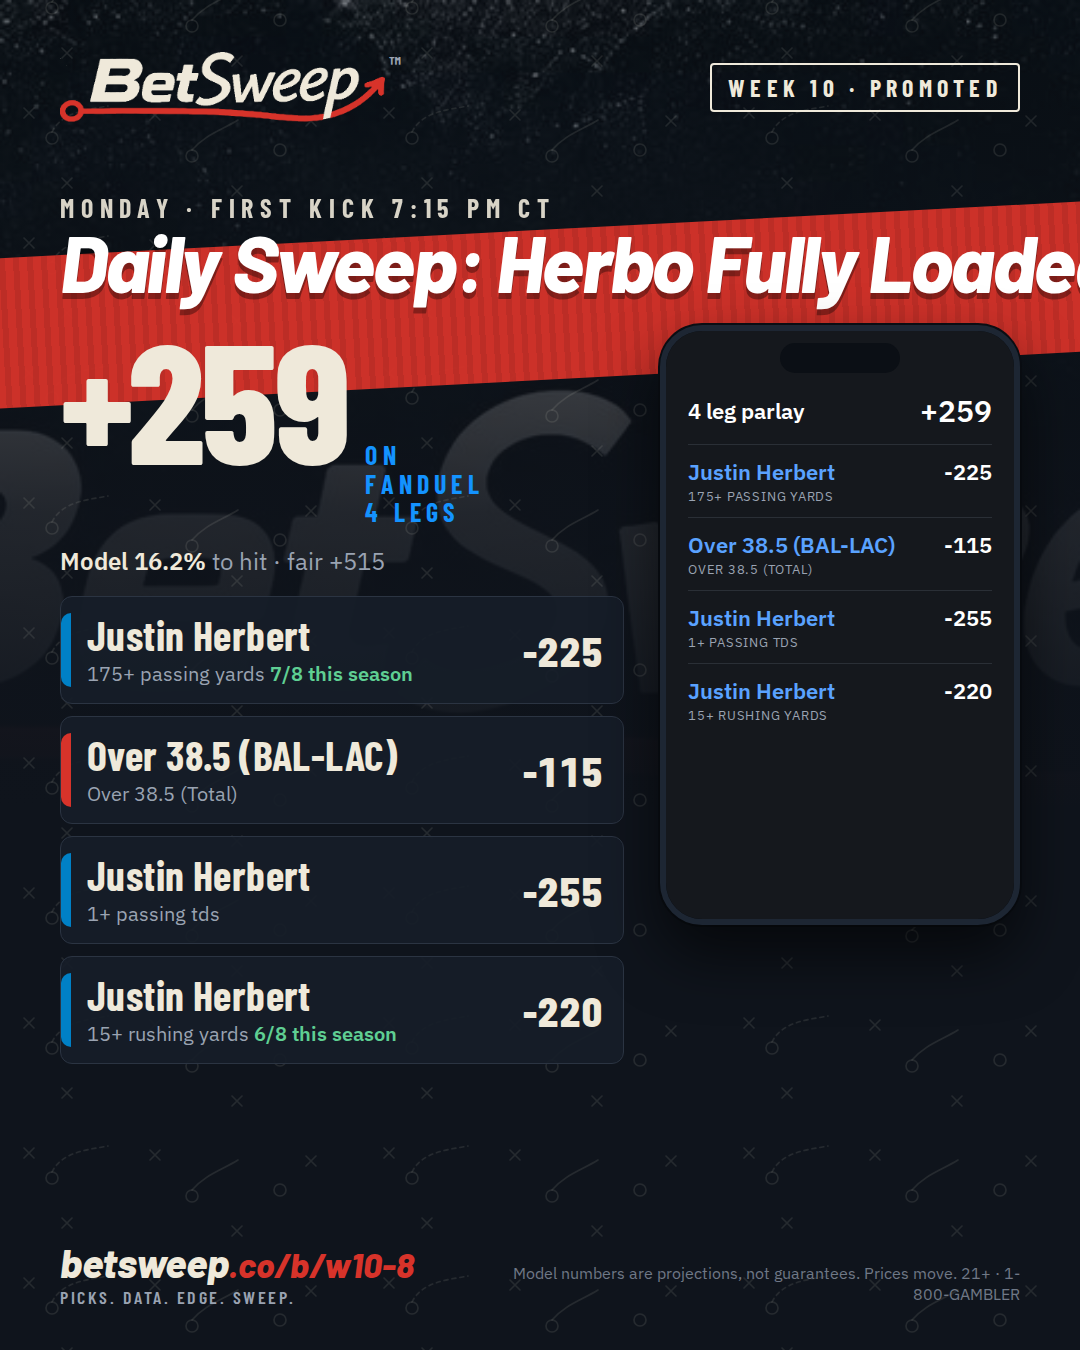 BetSweep™
WEEK 10 · PROMOTED
MONDAY · FIRST KICK 7:15 PM CT
Daily Sweep: Herbo Fully Loade
+259
ON
FANDUEL
4 LEGS
Model 16.2% to hit · fair +515
Justin Herbert
175+ passing yards 7/8 this season
-225
Over 38.5 (BAL-LAC)
Over 38.5 (Total)
-115
Justin Herbert
1+ passing tds
-255
Justin Herbert
15+ rushing yards 6/8 this season
-220
4 leg parlay +259
Justin Herbert -225
175+ PASSING YARDS
Over 38.5 (BAL-LAC) -115
OVER 38.5 (TOTAL)
Justin Herbert -255
1+ PASSING TDS
Justin Herbert -220
15+ RUSHING YARDS
betsweep.co/b/w10-8
PICKS. DATA. EDGE. SWEEP.
Model numbers are projections, not guarantees. Prices move. 21+ · 1-
800-GAMBLER